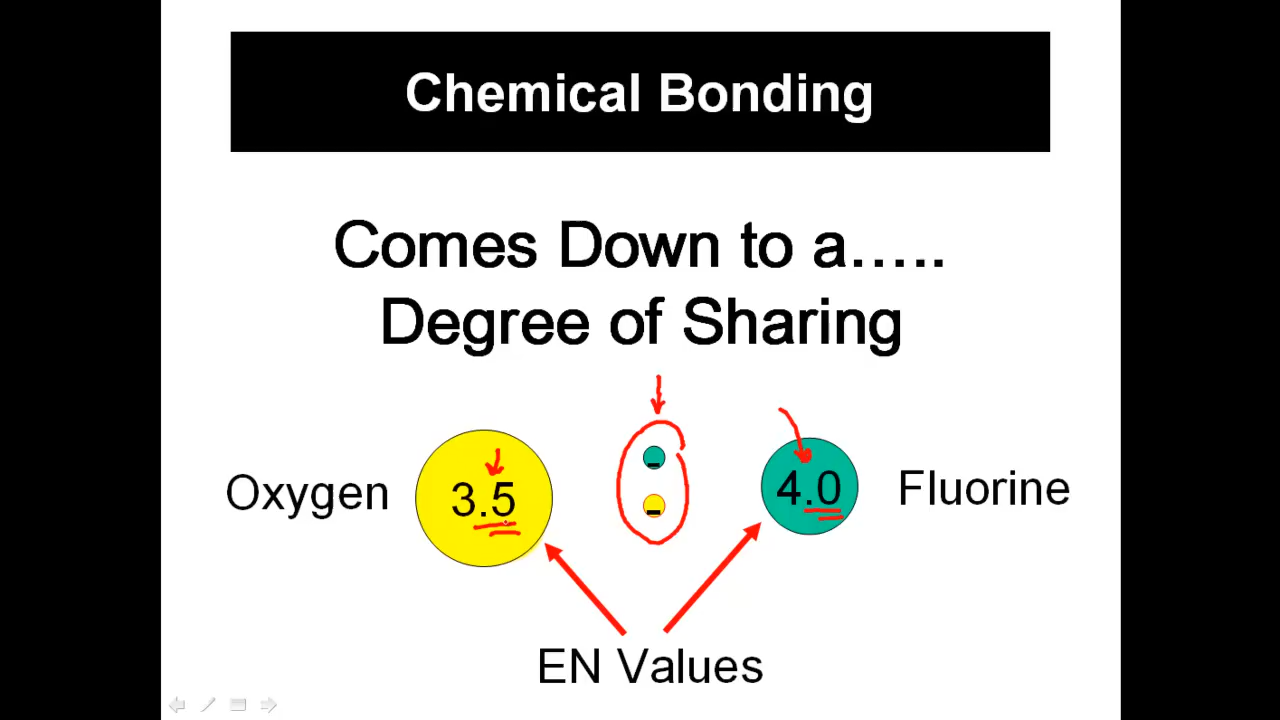 Chemical Bonding
Comes Down to a.....
Degree of Sharing
Oxygen 3.5 - - 4.0 Fluorine
EN Values